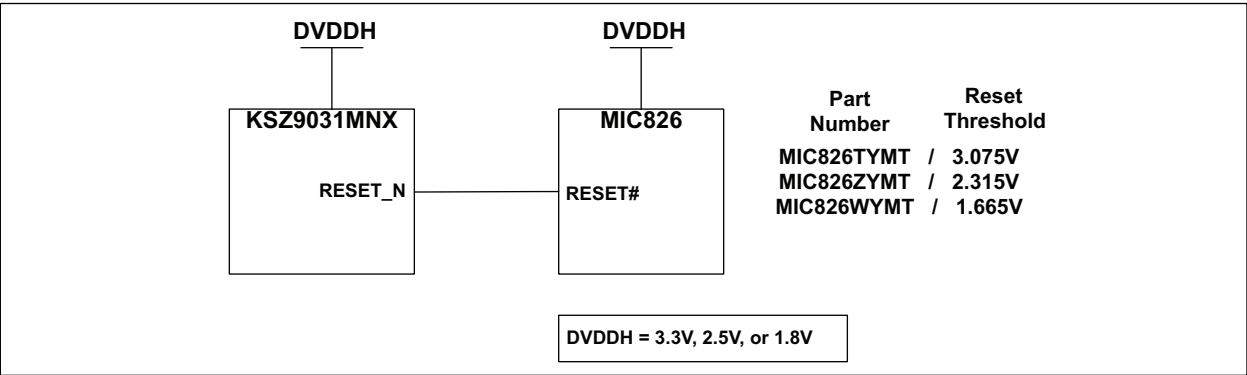 DVDDH DVDDH
KSZ9031MNX MIC826
RESET_N RESET#
Part Number Reset Threshold
MIC826TYMT / 3.075V
MIC826ZYMT / 2.315V
MIC826WYMT / 1.665V
DVDDH = 3.3V, 2.5V, or 1.8V